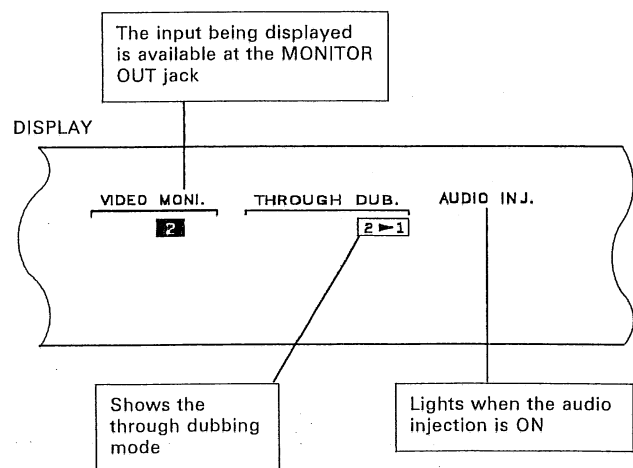 The input being displayed
is available at the MONITOR
OUT jack
DISPLAY
VIDEO MONI.
THROUGH DUB.
AUDIO INJ.
2
2►1
Shows the
through dubbing
mode
Lights when the audio
injection is ON